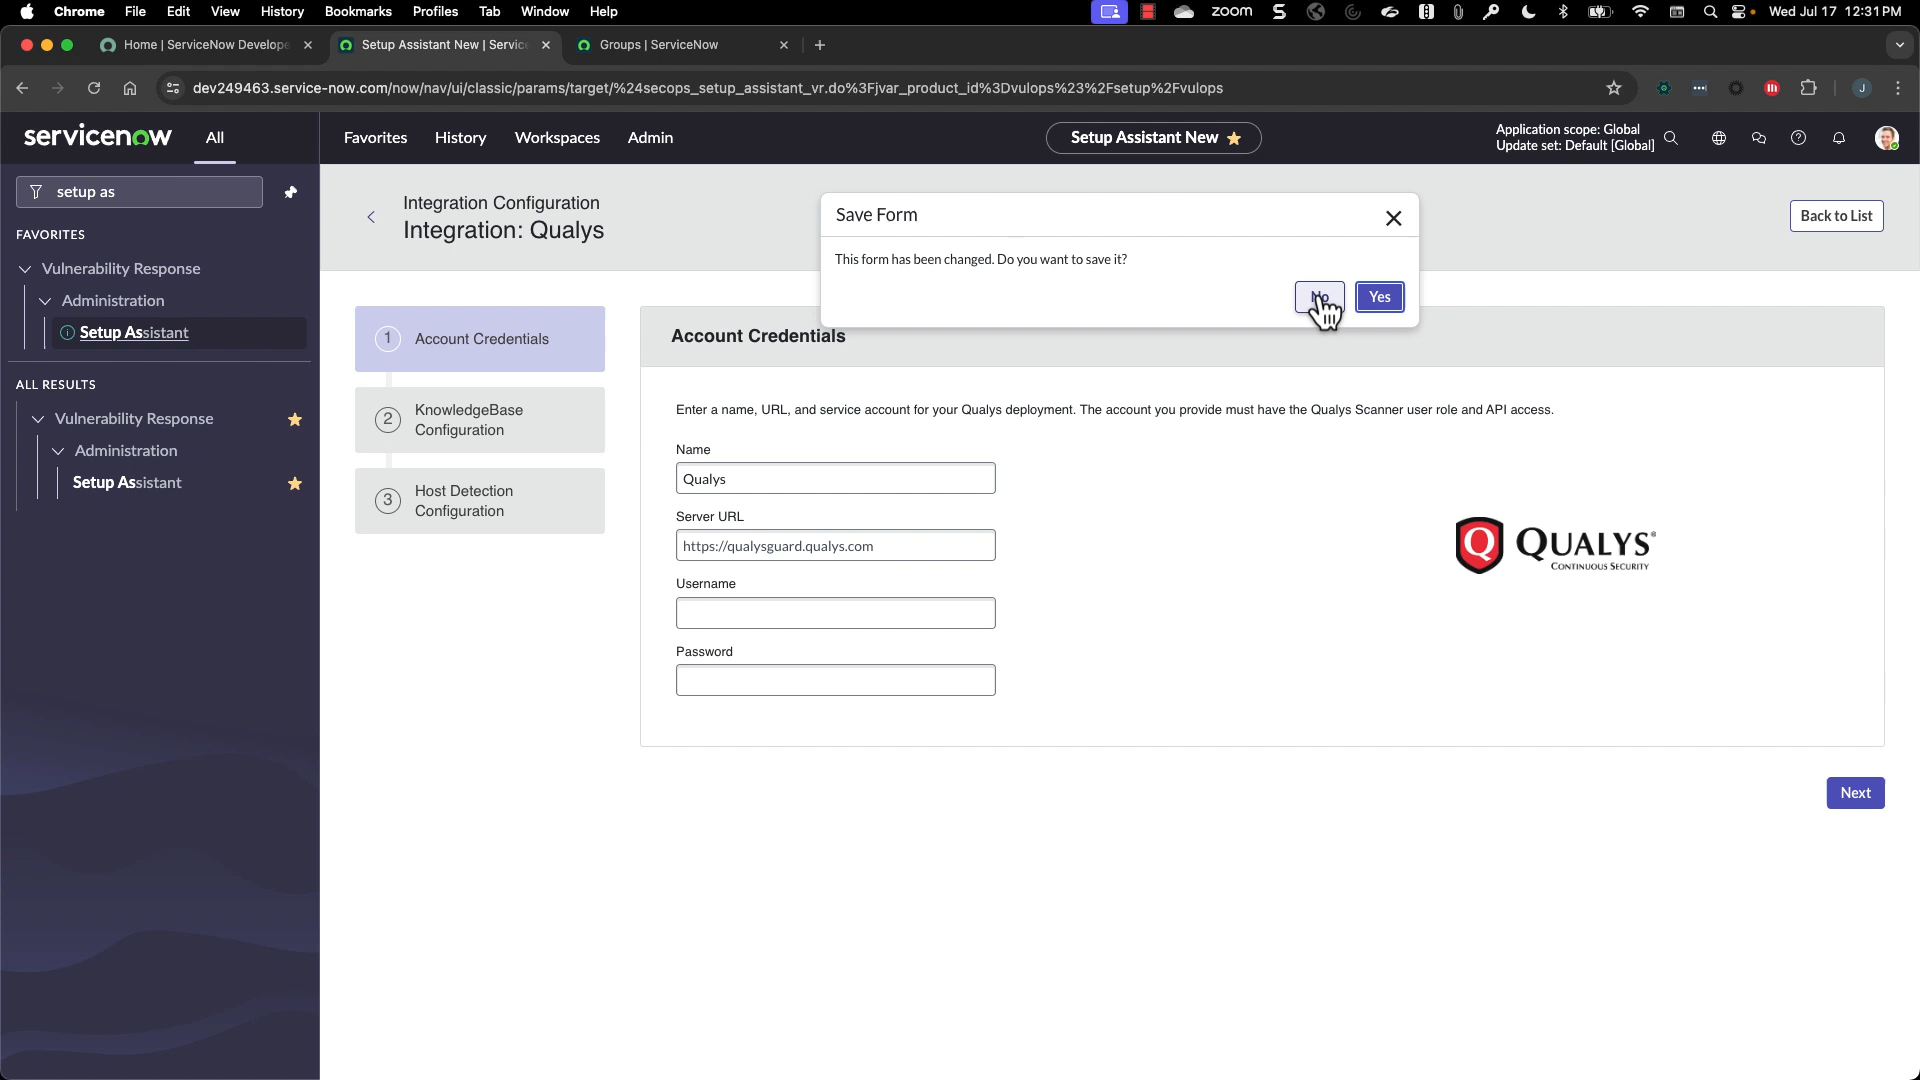 Chrome File Edit View History Bookmarks Profiles Tab Window Help zoom Wed Jul 17 12:31 PM
Home | ServiceNow Develope
Setup Assistant New | Servic
Groups | ServiceNow
dev249463.service-now.com/now/nav/ui/classic/params/target/%24secops_setup_assistant_vr.do%3Fjvar_product_id%3Dvulops%23%2Fsetup%2Fvulops
J
servicenow
All
Favorites
History
Workspaces
Admin
Setup Assistant New
Application scope: Global
Update set: Default [Global]
setup as
FAVORITES
Vulnerability Response
Administration
Setup Assistant
ALL RESULTS
Vulnerability Response
Administration
Setup Assistant
Integration Configuration
Integration: Qualys
Back to List
Save Form
This form has been changed. Do you want to save it?
No
Yes
1 Account Credentials
2 KnowledgeBase
Configuration
3 Host Detection
Configuration
Account Credentials
Enter a name, URL, and service account for your Qualys deployment. The account you provide must have the Qualys Scanner user role and API access.
Name
Qualys
Server URL
https://qualysguard.qualys.com
Username
Password
QUALYS®
CONTINUOUS SECURITY
Next